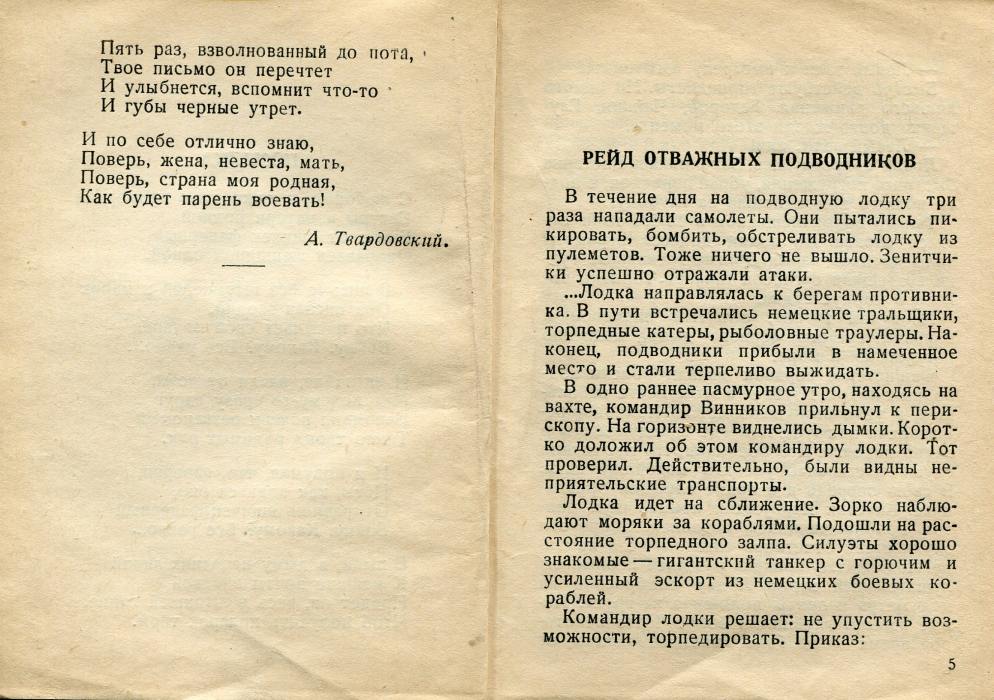 Пять раз, взволнованный до пота,
Твое письмо он перечтет
И улыбнется, вспомнит что-то
И губы черные утрет.
И по себе отлично знаю,
Поверь, жена, невеста, мать,
Поверь, страна моя родная,
Как будет парень воевать!
А. Твардовский.
РЕЙД ОТВАЖНЫХ ПОДВОДНИКОВ
В течение дня на подводную лодку три
раза нападали самолеты. Они пытались пи-
кировать, бомбить, обстреливать лодку из
пулеметов. Тоже ничего не вышло. Зенитчи-
ки успешно отражали атаки.
...Лодка направлялась к берегам противни-
ка. В пути встречались немецкие тральщики,
торпедные катеры, рыболовные траулеры. На-
конец, подводники прибыли в намеченное
место и стали терпеливо выжидать.
В одно раннее пасмурное утро, находясь на
вахте, командир Винников прильнул к пери-
скопу. На горизонте виднелись дымки. Корот-
ко доложил об этом командиру лодки. Тот
проверил. Действительно, были видны не-
приятельские транспорты.
Лодка идет на сближение. Зорко наблю-
дают моряки за кораблями. Подошли на рас-
стояние торпедного залпа. Силуэты хорошо
знакомые — гигантский танкер с горючим и
усиленный эскорт из немецких боевых ко-
раблей.
Командир лодки решает: не упустить воз-
можности, торпедировать. Приказ:
5